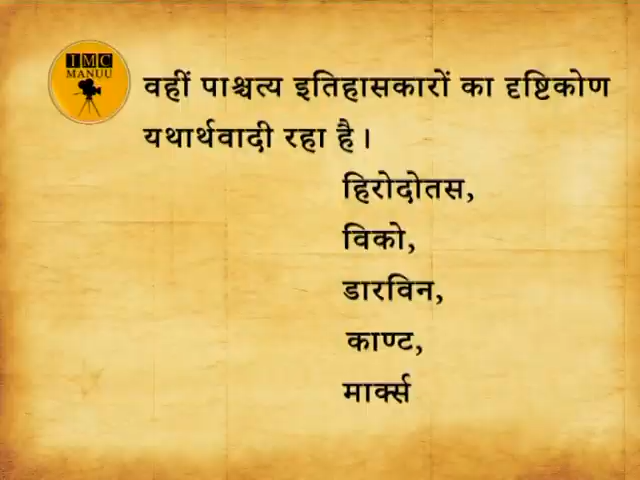 IMC
MANUU
वहीं पाश्चत्य इतिहासकारों का दृष्टिकोण
यथार्थवादी रहा है।
हिरोदोतस,
विको,
डारविन,
काण्ट,
मार्क्स